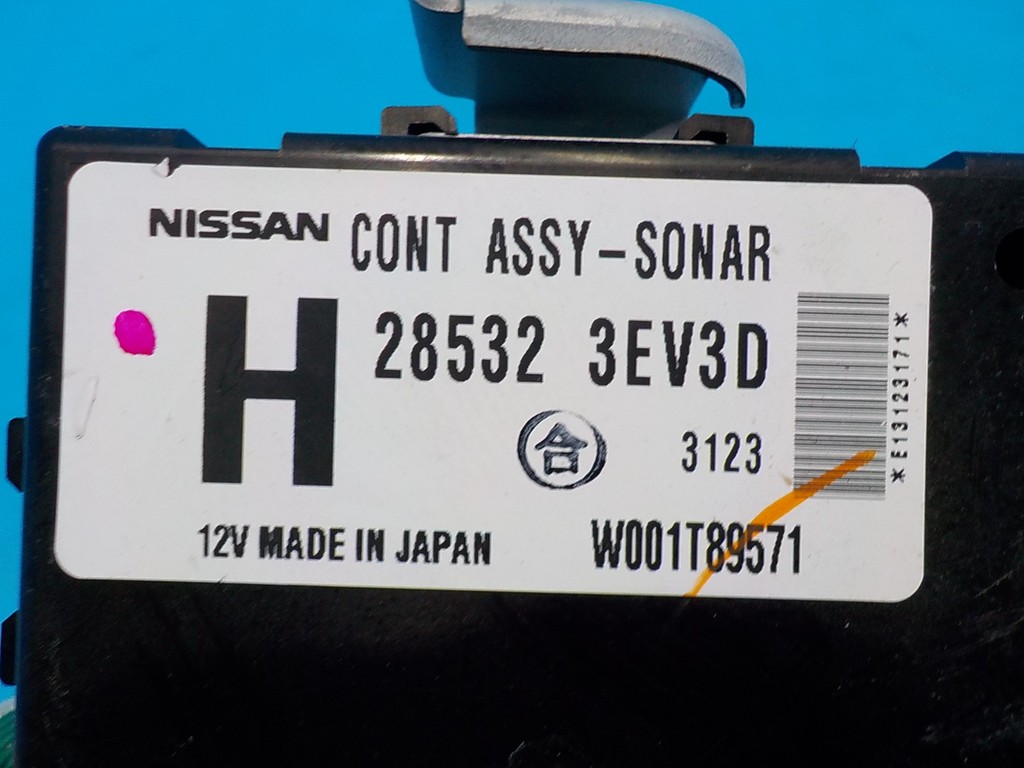 NISSAN CONT ASSY-SONAR
H 28532 3EV3D
合 3123
12V MADE IN JAPAN W001T89571
*E13123171*